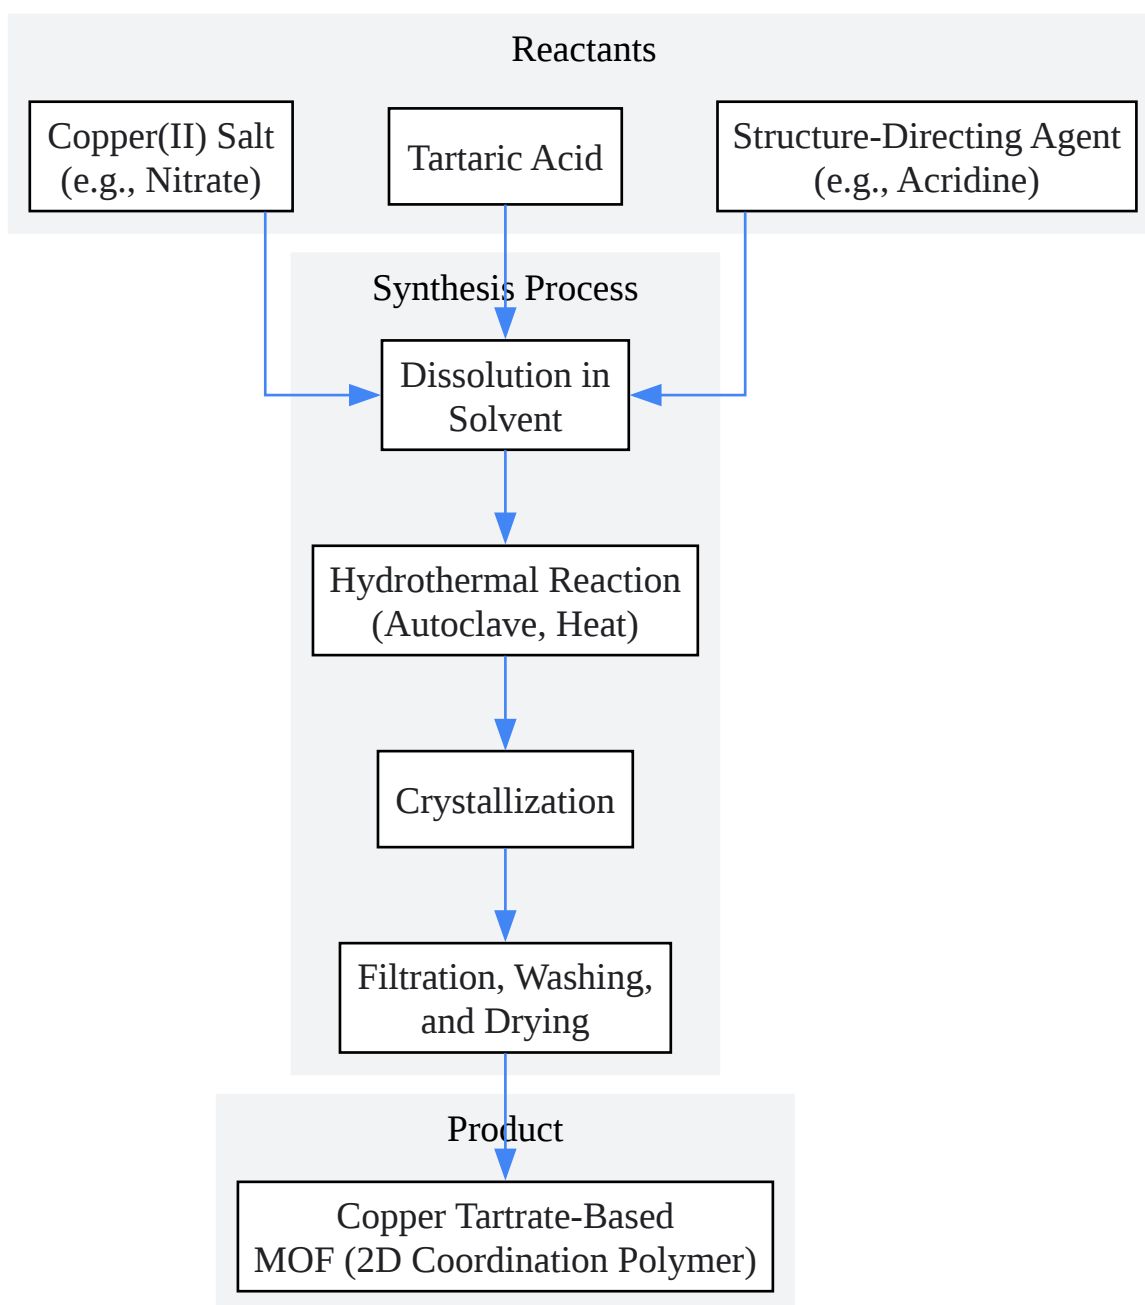 Reactants
Copper(II) Salt
(e.g., Nitrate)
Tartaric Acid
Structure-Directing Agent
(e.g., Acridine)
Synthesis Process
Dissolution in
Solvent
Hydrothermal Reaction
(Autoclave, Heat)
Crystallization
Filtration, Washing,
and Drying
Product
Copper Tartrate-Based
MOF (2D Coordination Polymer)